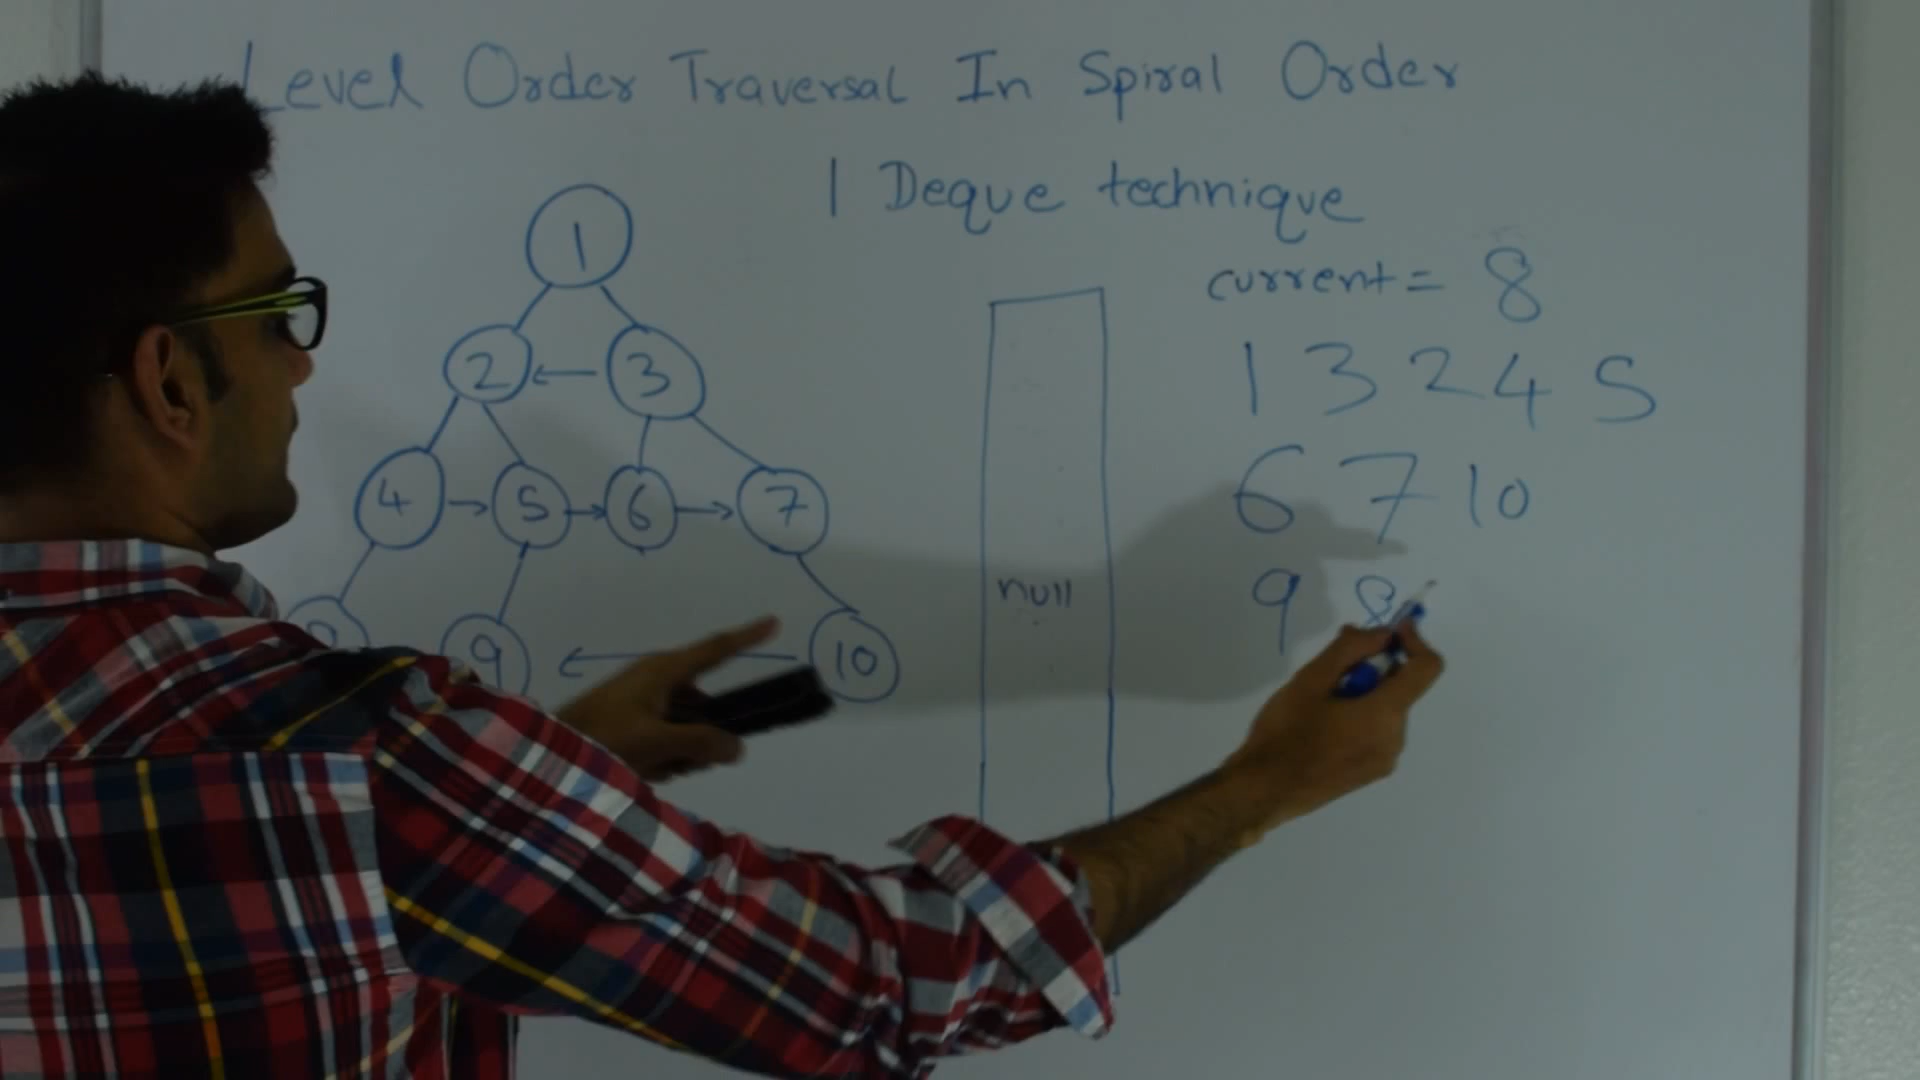 Level Order Traversal In Spiral Order
1 Deque technique
current = 8
1 3 2 4 5
6 7 10
9 8
null
1
2 3
4 5 6 7
9 10